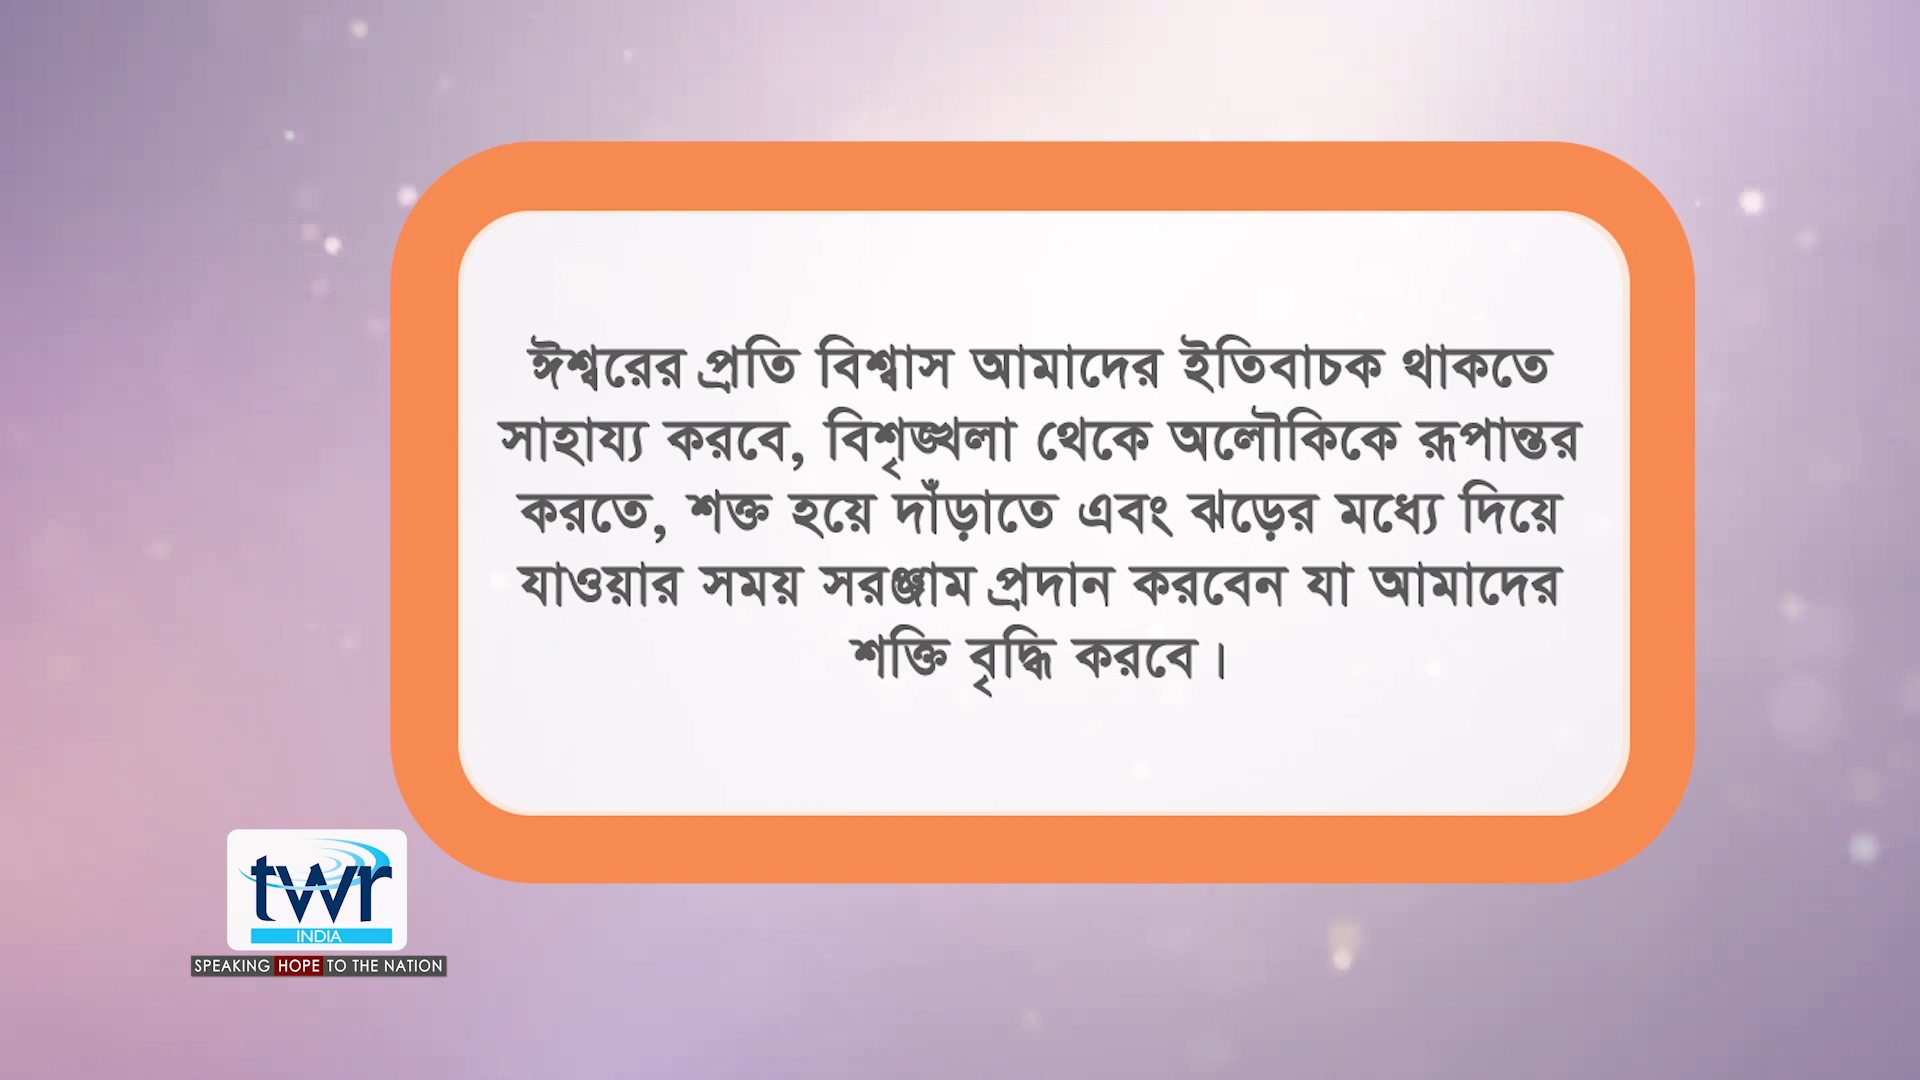 ঈশ্বরের প্রতি বিশ্বাস আমাদের ইতিবাচক থাকতে
সাহায্য করবে, বিশৃঙ্খলা থেকে অলৌকিকে রূপান্তর
করতে, শক্ত হয়ে দাঁড়াতে এবং ঝড়ের মধ্যে দিয়ে
যাওয়ার সময় সরঞ্জাম প্রদান করবেন যা আমাদের
শক্তি বৃদ্ধি করবে।
twr
INDIA
SPEAKING HOPE TO THE NATION